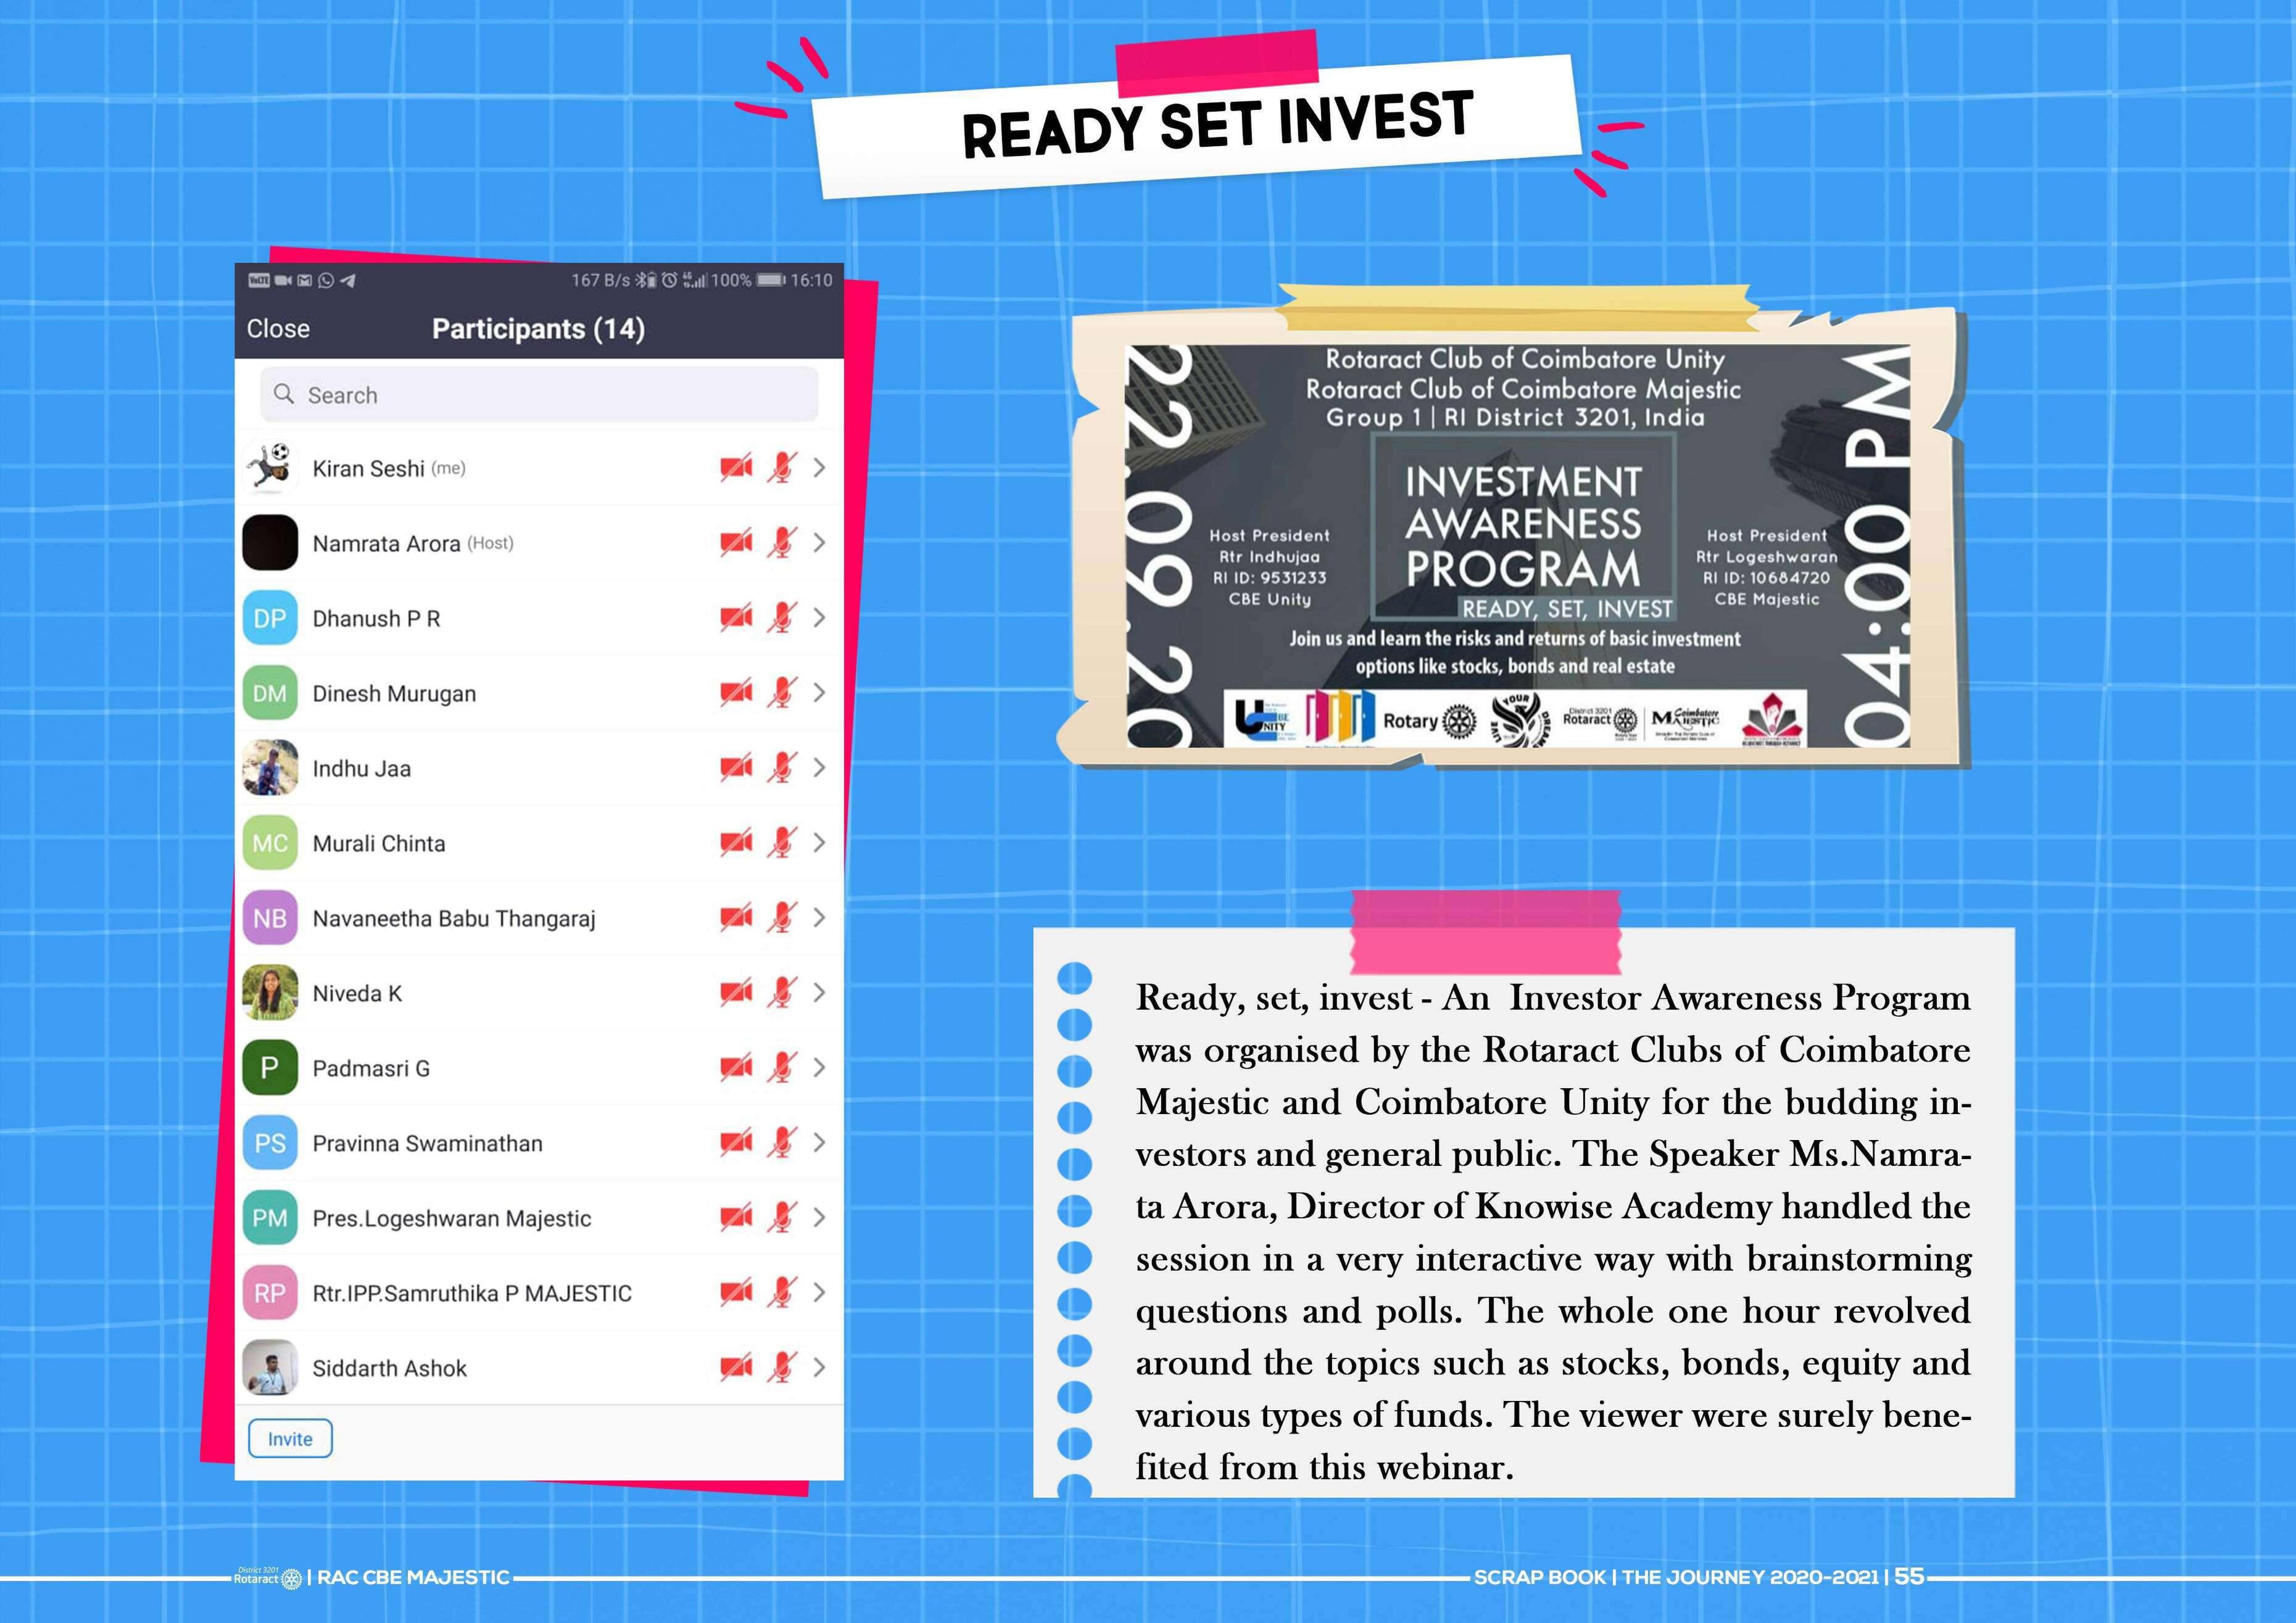 READY SET INVEST
167 B/s 100% 16:10
Close Participants (14)
Search
Kiran Seshi (me)
Namrata Arora (Host)
DP Dhanush P R
DM Dinesh Murugan
Indhu Jaa
MC Murali Chinta
NB Navaneetha Babu Thangaraj
Niveda K
P Padmasri G
PS Pravinna Swaminathan
PM Pres.Logeshwaran Majestic
RP Rtr.IPP.Samruthika P MAJESTIC
Siddarth Ashok
Invite
Rotaract Club of Coimbatore Unity
Rotaract Club of Coimbatore Majestic
Group 1 | RI District 3201, India
22.09.20
04:00 PM
INVESTMENT
AWARENESS
PROGRAM
READY, SET, INVEST
Host President
Rtr Indhujaa
RI ID: 9531233
CBE Unity
Host President
Rtr Logeshwaran
RI ID: 10684720
CBE Majestic
Join us and learn the risks and returns of basic investment
options like stocks, bonds and real estate
Rotary
District 3201
Rotaract
Coimbatore
MAJESTIC
Ready, set, invest - An Investor Awareness Program
was organised by the Rotaract Clubs of Coimbatore
Majestic and Coimbatore Unity for the budding in-
vestors and general public. The Speaker Ms.Namra-
ta Arora, Director of Knowise Academy handled the
session in a very interactive way with brainstorming
questions and polls. The whole one hour revolved
around the topics such as stocks, bonds, equity and
various types of funds. The viewer were surely bene-
fited from this webinar.
District 3201
Rotaract | RAC CBE MAJESTIC
SCRAP BOOK | THE JOURNEY 2020-2021 | 55